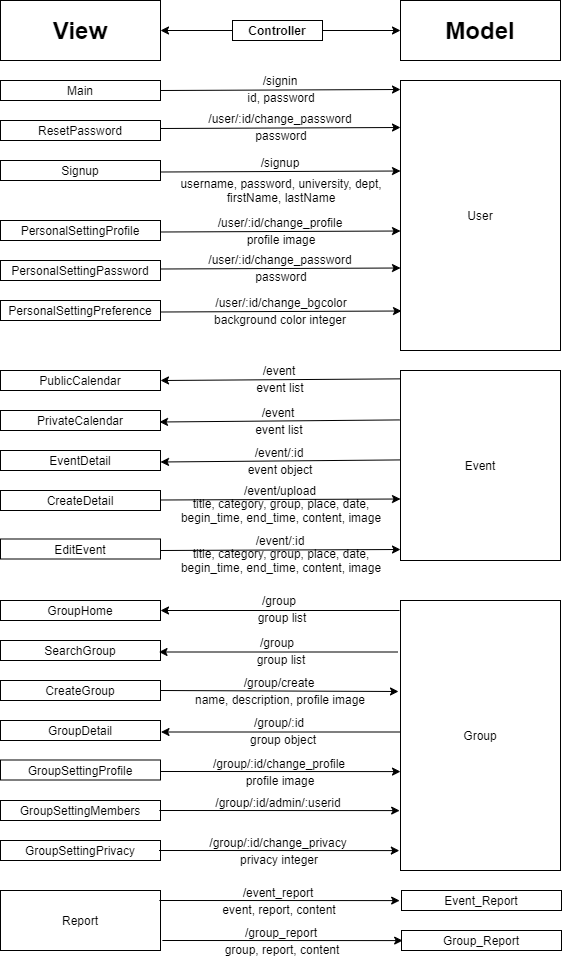 View
Controller
Model
Main
/signin
id, password
ResetPassword
/user/:id/change_password
password
Signup
/signup
username, password, university, dept,
firstName, lastName
User
PersonalSettingProfile
/user/:id/change_profile
profile image
PersonalSettingPassword
/user/:id/change_password
password
PersonalSettingPreference
/user/:id/change_bgcolor
background color integer
PublicCalendar
/event
event list
PrivateCalendar
/event
event list
EventDetail
/event/:id
event object
Event
CreateDetail
/event/upload
title, category, group, place, date,
begin_time, end_time, content, image
EditEvent
/event/:id
title, category, group, place, date,
begin_time, end_time, content, image
GroupHome
/group
group list
SearchGroup
/group
group list
CreateGroup
/group/create
name, description, profile image
GroupDetail
/group/:id
group object
Group
GroupSettingProfile
/group/:id/change_profile
profile image
GroupSettingMembers
/group/:id/admin/:userid
GroupSettingPrivacy
/group/:id/change_privacy
privacy integer
Report
/event_report
event, report, content
Event_Report
/group_report
group, report, content
Group_Report